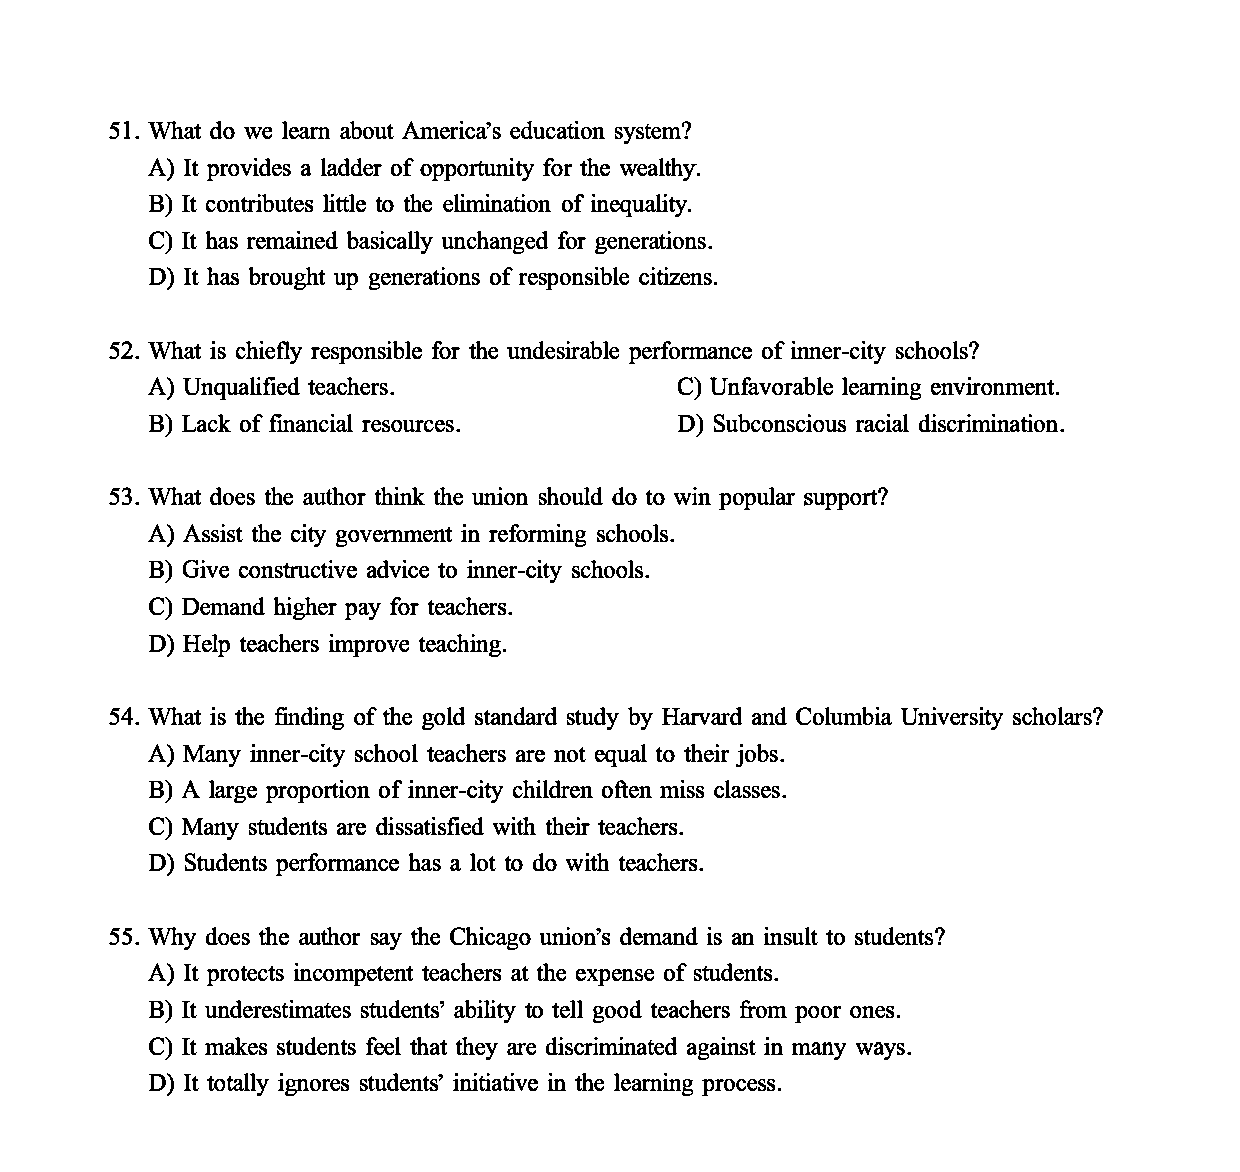 51. What do we learn about America's education system?
A) It provides a ladder of opportunity for the wealthy.
B) It contributes little to the elimination of inequality.
C) It has remained basically unchanged for generations.
D) It has brought up generations of responsible citizens.
52. What is chiefly responsible for the undesirable performance of inner-city schools?
A) Unqualified teachers. C) Unfavorable learning environment.
B) Lack of financial resources. D) Subconscious racial discrimination.
53. What does the author think the union should do to win popular support?
A) Assist the city government in reforming schools.
B) Give constructive advice to inner-city schools.
C) Demand higher pay for teachers.
D) Help teachers improve teaching.
54. What is the finding of the gold standard study by Harvard and Columbia University scholars?
A) Many inner-city school teachers are not equal to their jobs.
B) A large proportion of inner-city children often miss classes.
C) Many students are dissatisfied with their teachers.
D) Students performance has a lot to do with teachers.
55. Why does the author say the Chicago union's demand is an insult to students?
A) It protects incompetent teachers at the expense of students.
B) It underestimates students' ability to tell good teachers from poor ones.
C) It makes students feel that they are discriminated against in many ways.
D) It totally ignores students' initiative in the learning process.